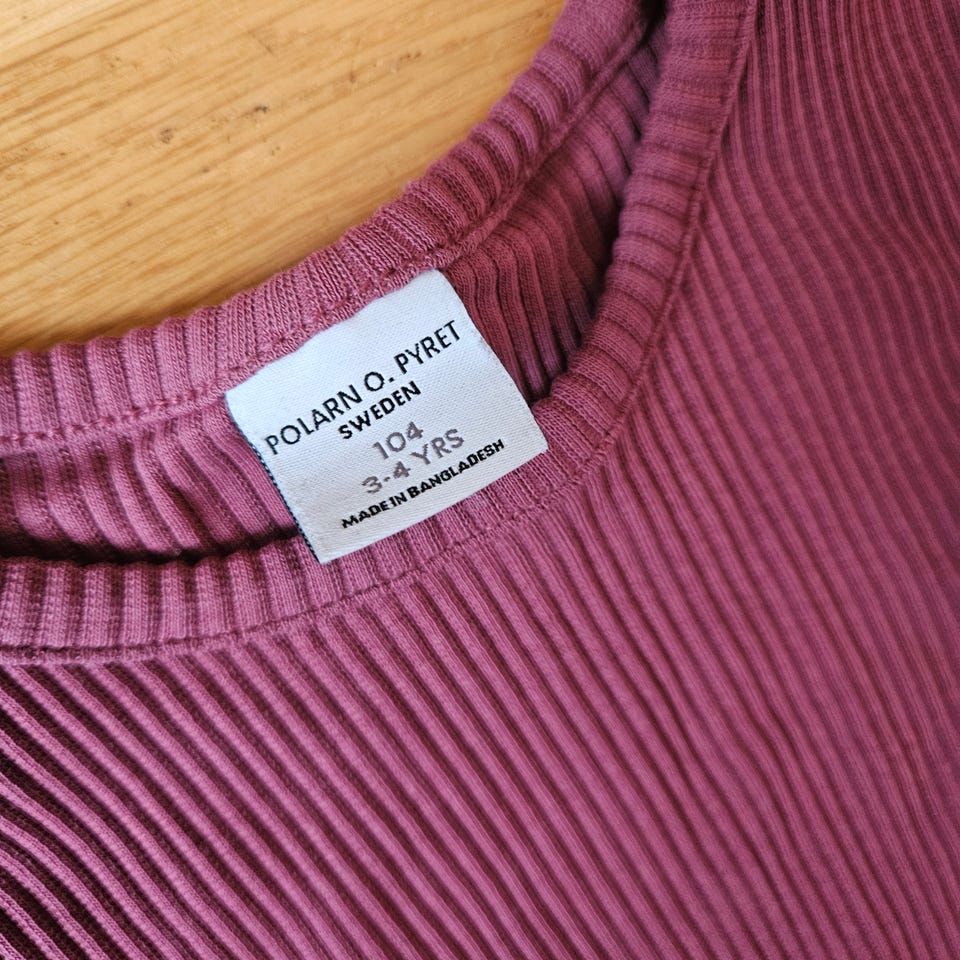 POLARN O. PYRET
SWEDEN
104
3-4 YRS
MADE IN BANGLADESH